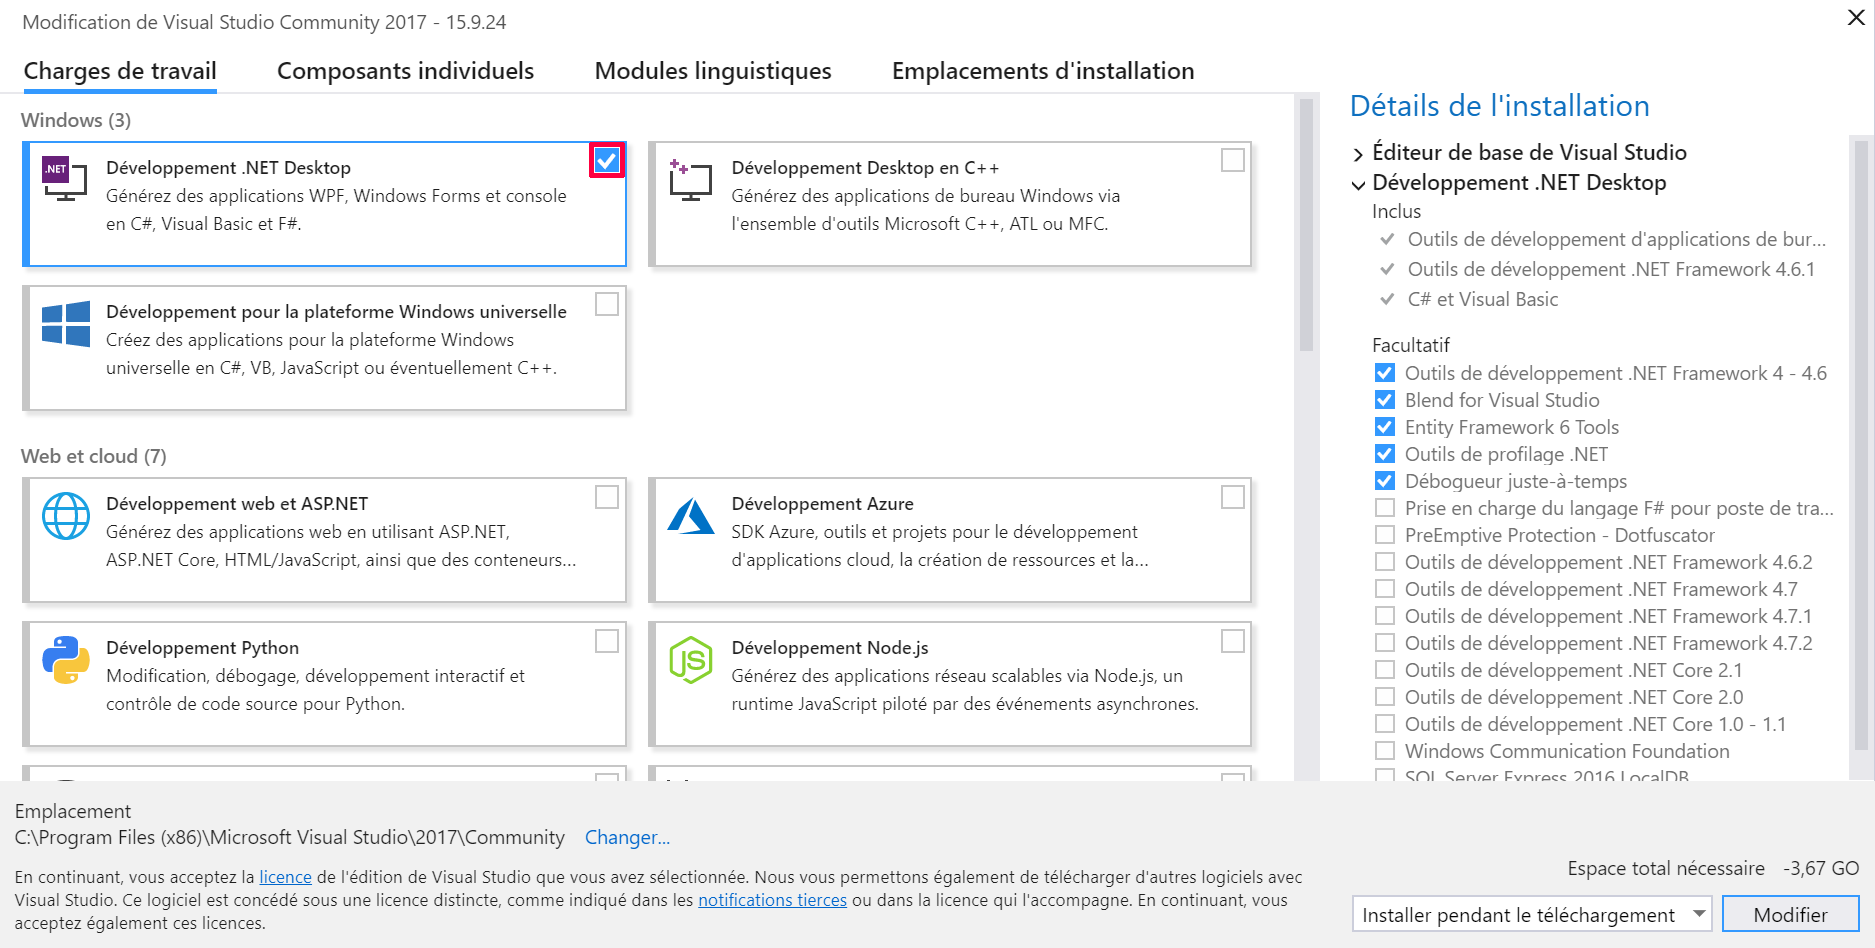 Modification de Visual Studio Community 2017 - 15.9.24
Charges de travail
Composants individuels
Modules linguistiques
Emplacements d'installation
Windows (3)
.NET
Développement .NET Desktop
Générez des applications WPF, Windows Forms et console
en C#, Visual Basic et F#.
Développement Desktop en C++
Générez des applications de bureau Windows via
l'ensemble d'outils Microsoft C++, ATL ou MFC.
Développement pour la plateforme Windows universelle
Créez des applications pour la plateforme Windows
universelle en C#, VB, JavaScript ou éventuellement C++.
Web et cloud (7)
Développement web et ASP.NET
Générez des applications web en utilisant ASP.NET,
ASP.NET Core, HTML/JavaScript, ainsi que des conteneurs...
Développement Azure
SDK Azure, outils et projets pour le développement
d'applications cloud, la création de ressources et la...
Développement Python
Modification, débogage, développement interactif et
contrôle de code source pour Python.
JS
Développement Node.js
Générez des applications réseau scalables via Node.js, un
runtime JavaScript piloté par des événements asynchrones.
Détails de l'installation
Éditeur de base de Visual Studio
Développement .NET Desktop
Inclus
Outils de développement d'applications de bur...
Outils de développement .NET Framework 4.6.1
C# et Visual Basic
Facultatif
Outils de développement .NET Framework 4 - 4.6
Blend for Visual Studio
Entity Framework 6 Tools
Outils de profilage .NET
Débogueur juste-à-temps
Prise en charge du langage F# pour poste de tra...
PreEmptive Protection - Dotfuscator
Outils de développement .NET Framework 4.6.2
Outils de développement .NET Framework 4.7
Outils de développement .NET Framework 4.7.1
Outils de développement .NET Framework 4.7.2
Outils de développement .NET Core 2.1
Outils de développement .NET Core 2.0
Outils de développement .NET Core 1.0 - 1.1
Windows Communication Foundation
SQL Server Express 2016 LocalDB
Emplacement
C:\Program Files (x86)\Microsoft Visual Studio\2017\Community
Changer...
En continuant, vous acceptez la licence de l'édition de Visual Studio que vous avez sélectionnée. Nous vous permettons également de télécharger d'autres logiciels avec
Visual Studio. Ce logiciel est concédé sous une licence distincte, comme indiqué dans les notifications tierces ou dans la licence qui l'accompagne. En continuant, vous
acceptez également ces licences.
Espace total nécessaire -3,67 GO
Installer pendant le téléchargement
Modifier